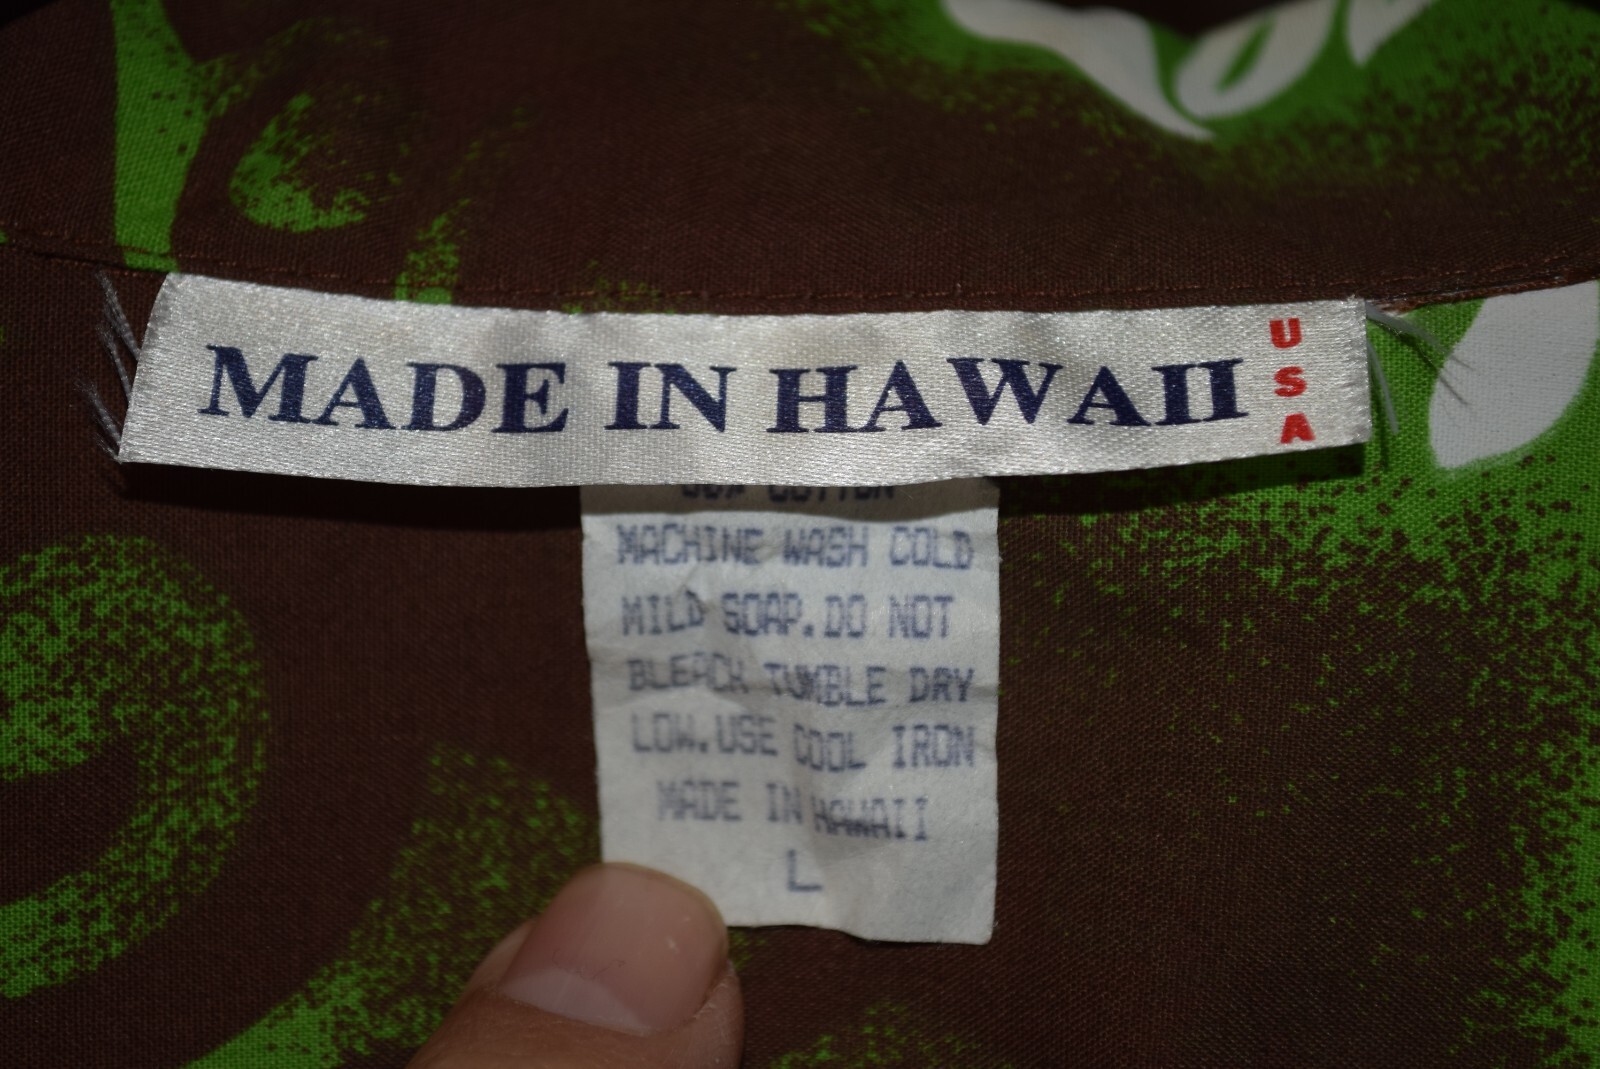 MADE IN HAWAII
USA
COTTON
MACHINE WASH COLD
MILD SOAP.DO NOT
BLEACH TUMBLE DRY
LOW.USE COOL IRON
MADE IN HAWAII
L